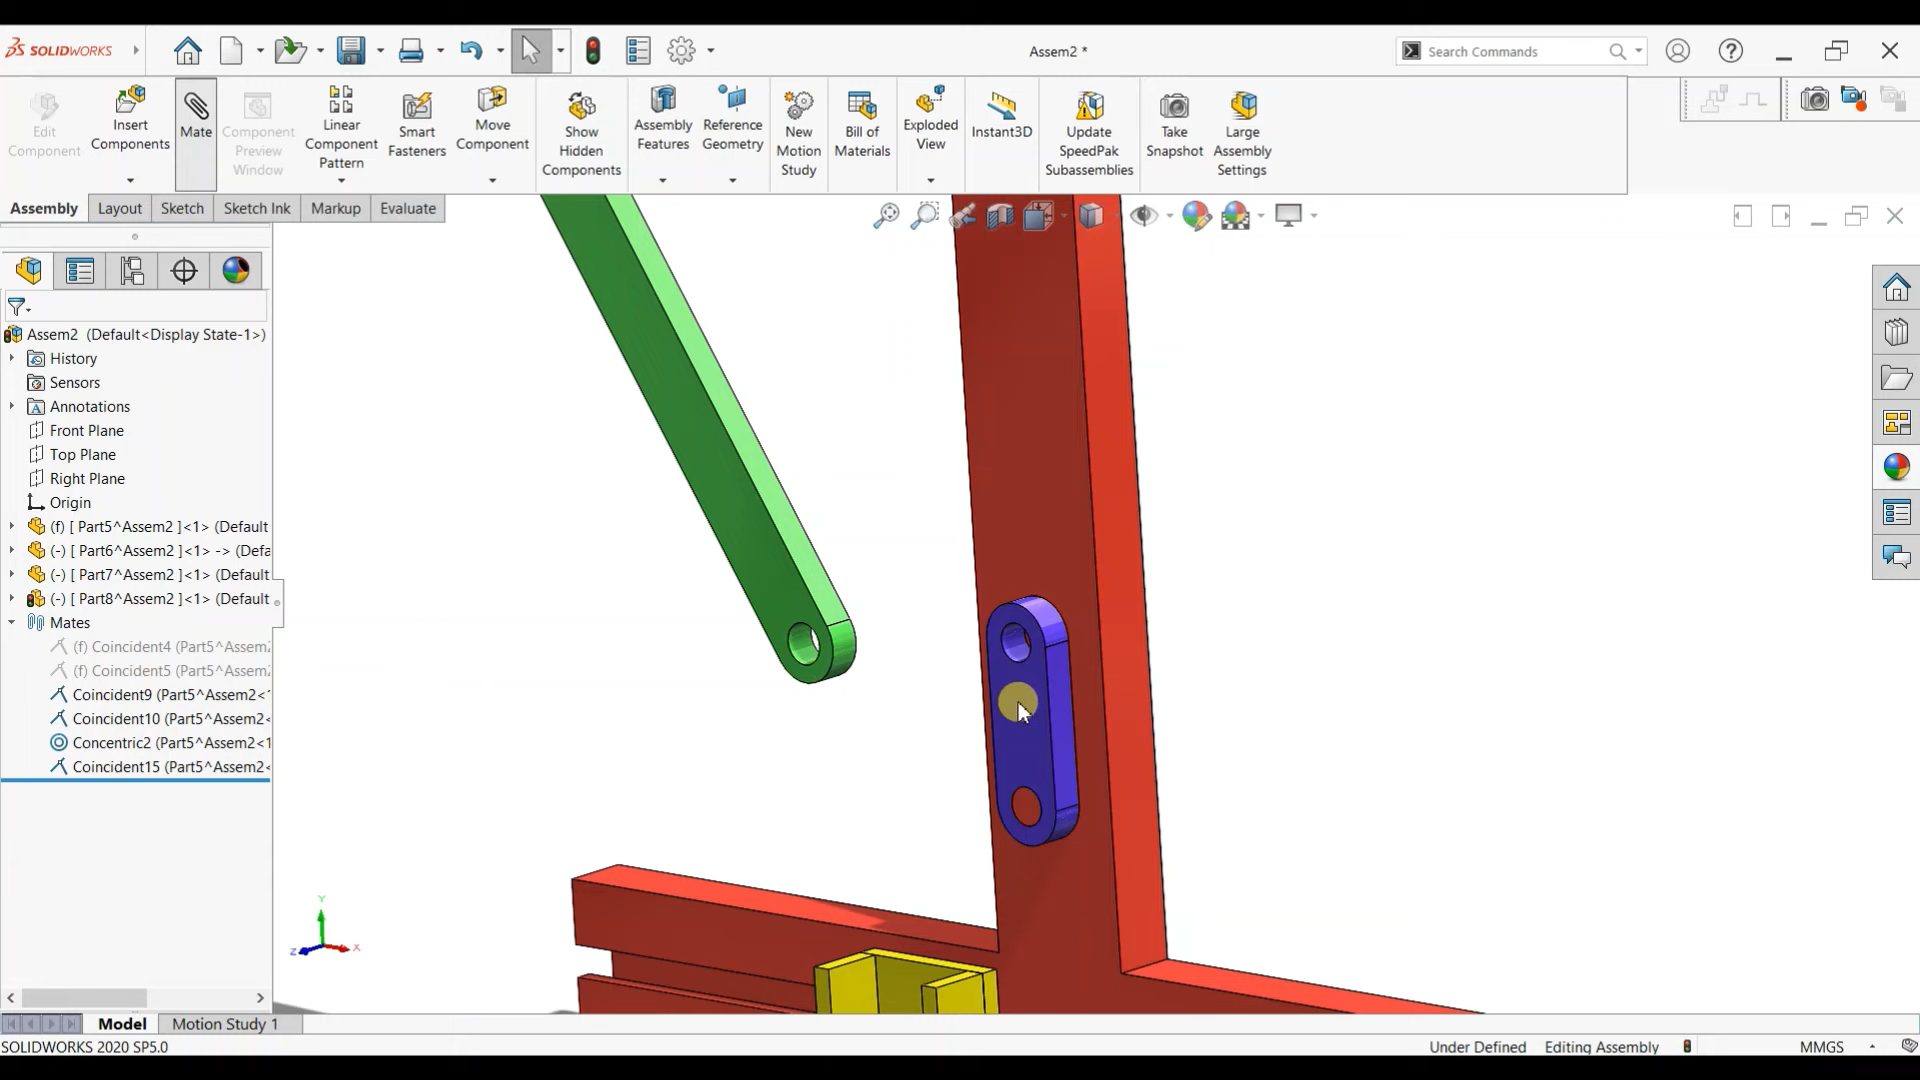 SOLIDWORKS
Assem2 *
Search Commands
Edit Component
Insert Components
Mate
Component Preview Window
Linear Component Pattern
Smart Fasteners
Move Component
Show Hidden Components
Assembly Features
Reference Geometry
New Motion Study
Bill of Materials
Exploded View
Instant3D
Update SpeedPak Subassemblies
Take Snapshot
Large Assembly Settings
Assembly
Layout
Sketch
Sketch Ink
Markup
Evaluate
Assem2 (Default<Display State-1>)
History
Sensors
Annotations
Front Plane
Top Plane
Right Plane
Origin
(f) [ Part5^Assem2 ]<1> (Default
(-) [ Part6^Assem2 ]<1> -> (Defa
(-) [ Part7^Assem2 ]<1> (Default
(-) [ Part8^Assem2 ]<1> (Default
Mates
(f) Coincident4 (Part5^Assem2
(f) Coincident5 (Part5^Assem2
Coincident9 (Part5^Assem2<1
Coincident10 (Part5^Assem2<
Concentric2 (Part5^Assem2<1
Coincident15 (Part5^Assem2<
Y
Z
X
Model
Motion Study 1
SOLIDWORKS 2020 SP5.0
Under Defined
Editing Assembly
MMGS